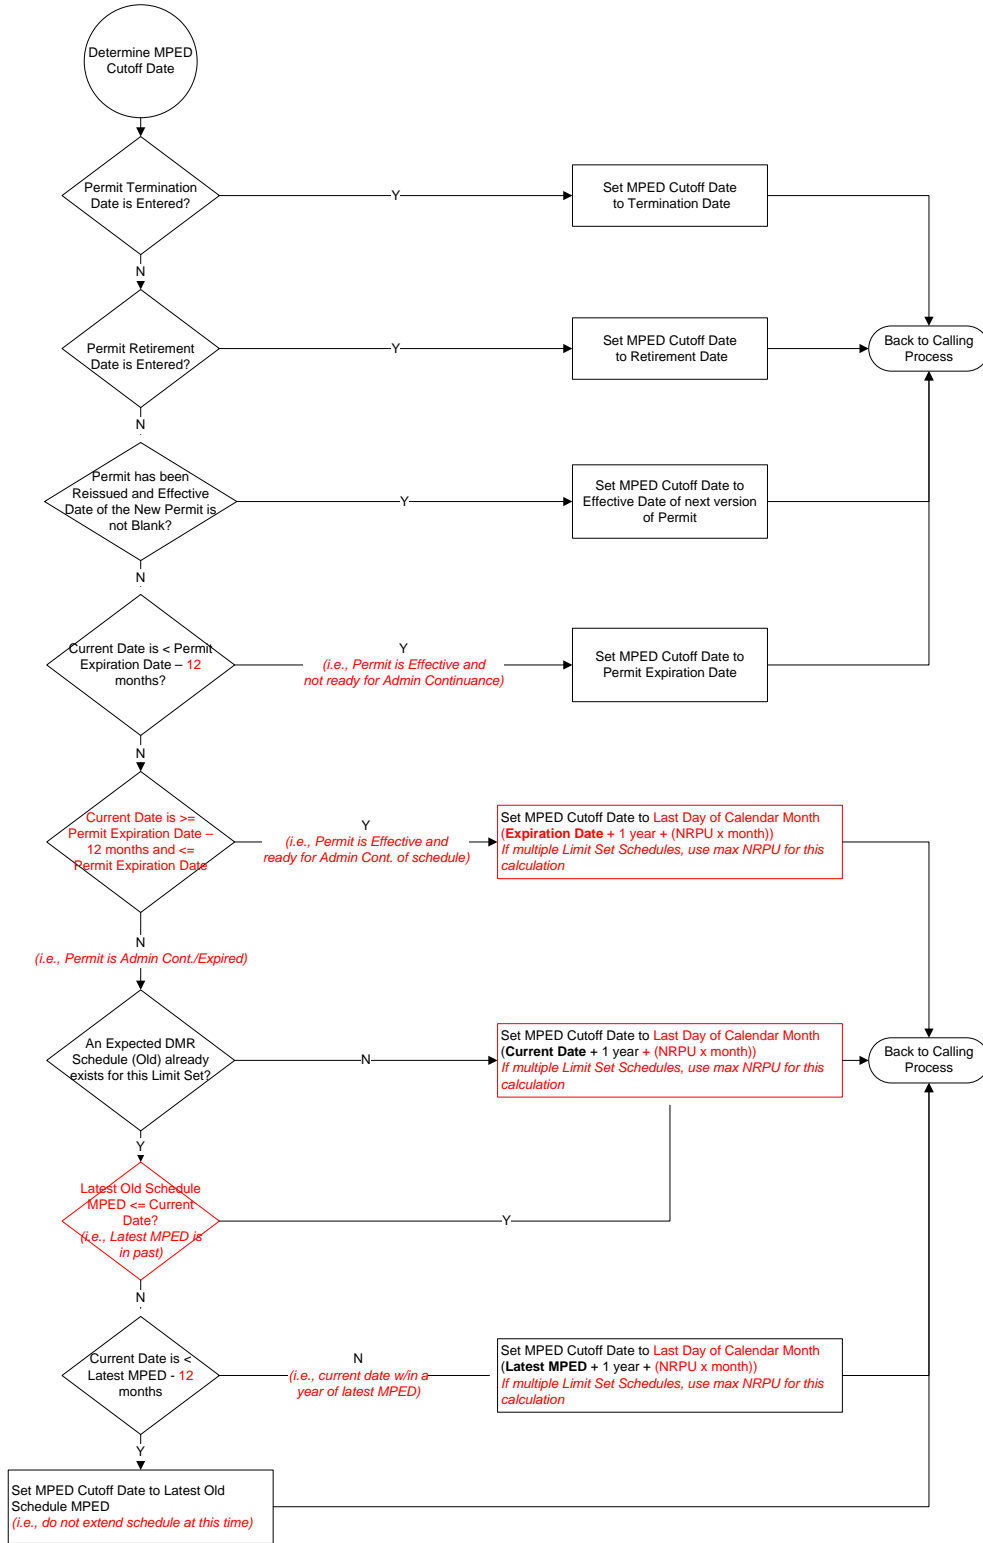 Determine MPED
Cutoff Date
Permit Termination
Date is Entered?
Y
Set MPED Cutoff Date
to Termination Date
N
Permit Retirement
Date is Entered?
Y
Set MPED Cutoff Date
to Retirement Date
Back to Calling
Process
N
Permit has been
Reissued and Effective
Date of the New Permit is
not Blank?
Y
Set MPED Cutoff Date to
Effective Date of next version
of Permit
N
Current Date is < Permit
Expiration Date – 12
months?
Y
(i.e., Permit is Effective and
not ready for Admin Continuance)
Set MPED Cutoff Date to
Permit Expiration Date
N
Current Date is >=
Permit Expiration Date –
12 months and <=
Permit Expiration Date
Y
(i.e., Permit is Effective and
ready for Admin Cont. of schedule)
Set MPED Cutoff Date to Last Day of Calendar Month
(Expiration Date + 1 year + (NRPU x month))
If multiple Limit Set Schedules, use max NRPU for this
calculation
N
(i.e., Permit is Admin Cont./Expired)
An Expected DMR
Schedule (Old) already
exists for this Limit Set?
N
Set MPED Cutoff Date to Last Day of Calendar Month
(Current Date + 1 year + (NRPU x month))
If multiple Limit Set Schedules, use max NRPU for this
calculation
Back to Calling
Process
Y
Latest Old Schedule
MPED <= Current
Date?
(i.e., Latest MPED is
in past)
Y
N
Current Date is <
Latest MPED - 12
months
N
(i.e., current date w/in a
year of latest MPED)
Set MPED Cutoff Date to Last Day of Calendar Month
(Latest MPED + 1 year + (NRPU x month))
If multiple Limit Set Schedules, use max NRPU for this
calculation
Y
Set MPED Cutoff Date to Latest Old
Schedule MPED
(i.e., do not extend schedule at this time)